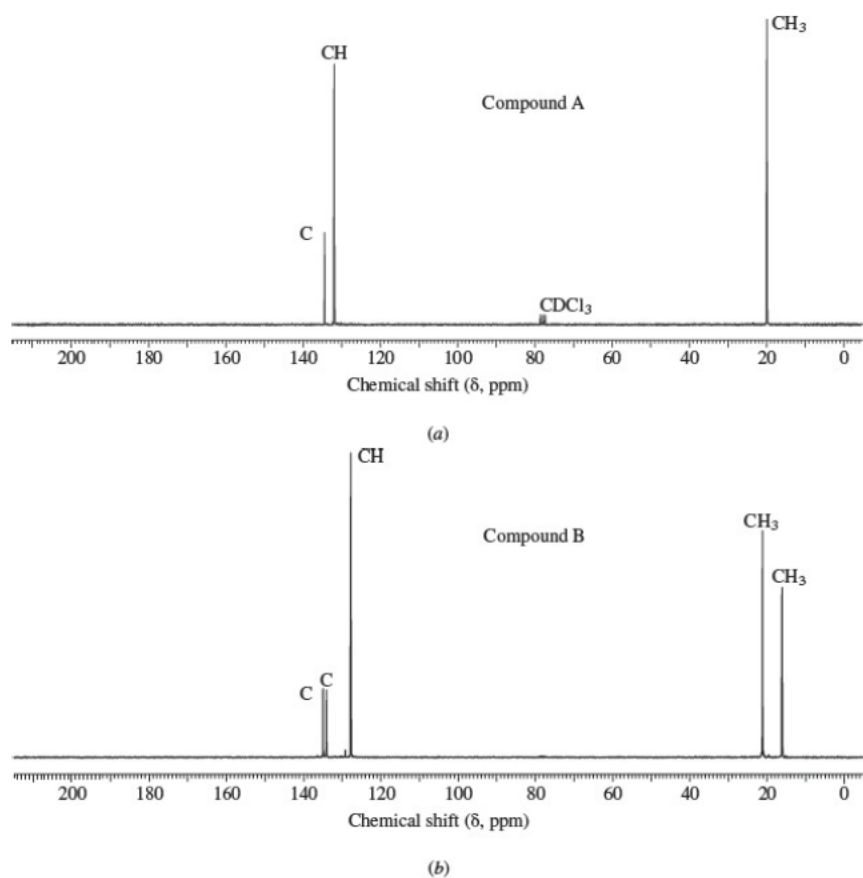 CH₃
CH
Compound A
C
CDCl₃
200 180 160 140 120 100 80 60 40 20 0
Chemical shift (δ, ppm)
(a)
CH
CH₃
Compound B
CH₃
C
C
200 180 160 140 120 100 80 60 40 20 0
Chemical shift (δ, ppm)
(b)